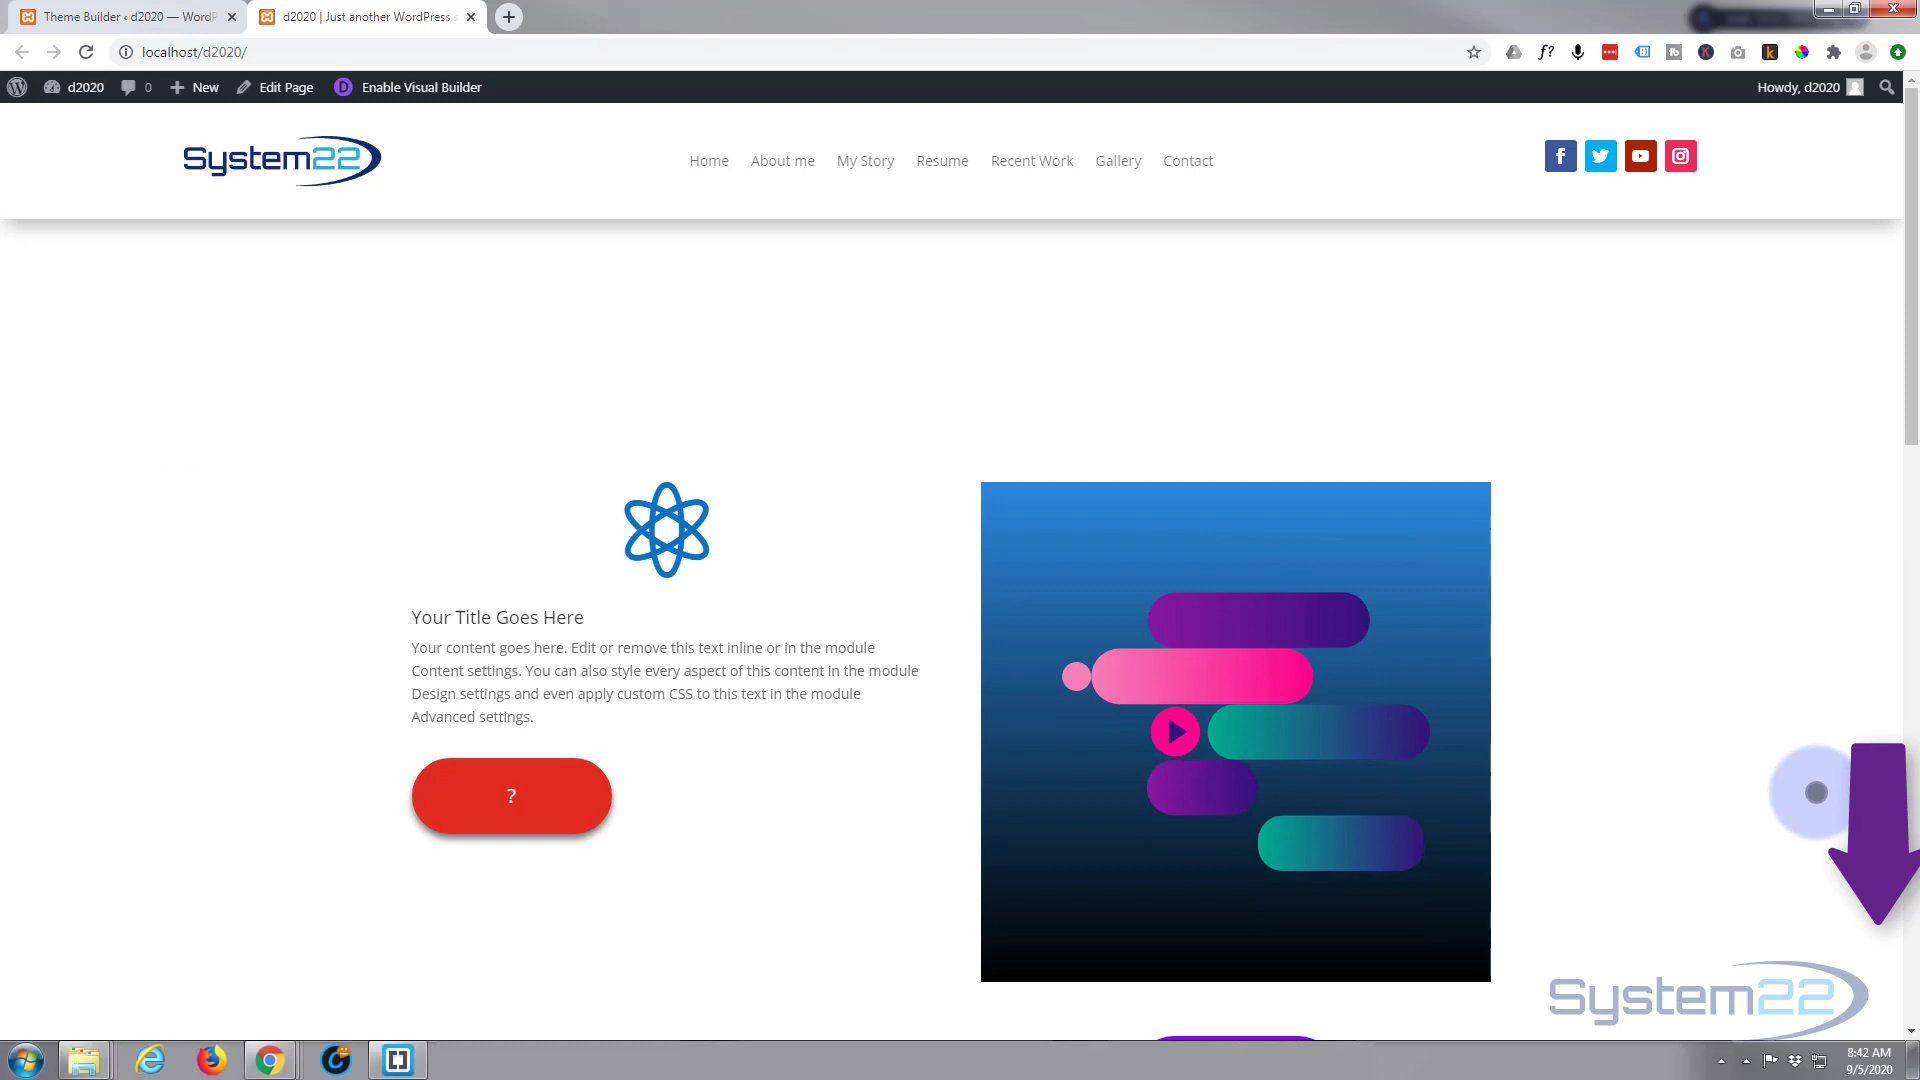 Theme Builder ‹ d2020 — WordP
d2020 | Just another WordPress s
localhost/d2020/
f?
d2020
0
New
Edit Page
D
Enable Visual Builder
Howdy, d2020
System22
Home
About me
My Story
Resume
Recent Work
Gallery
Contact
Your Title Goes Here
Your content goes here. Edit or remove this text inline or in the module
Content settings. You can also style every aspect of this content in the module
Design settings and even apply custom CSS to this text in the module
Advanced settings.
?
System22
8:42 AM
9/5/2020